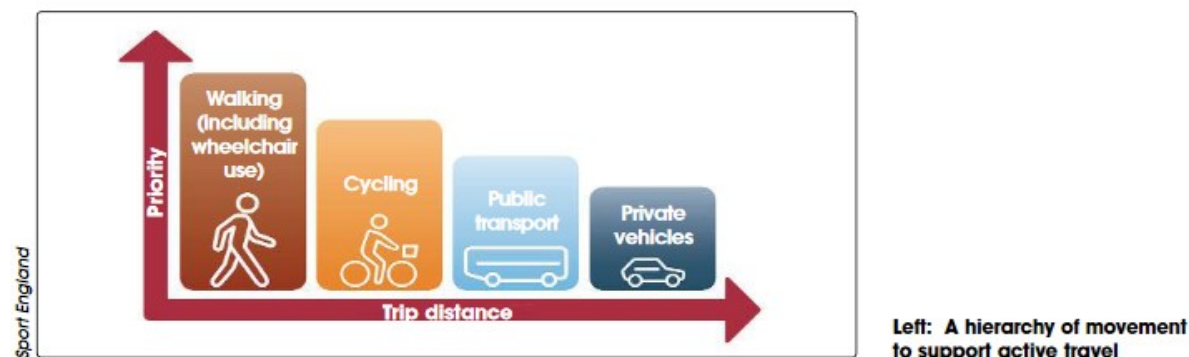 Walking
(including
wheelchair
use)
Cycling
Public
transport
Private
vehicles
Priority
Trip distance
Sport England
Left: A hierarchy of movement
to support active travel